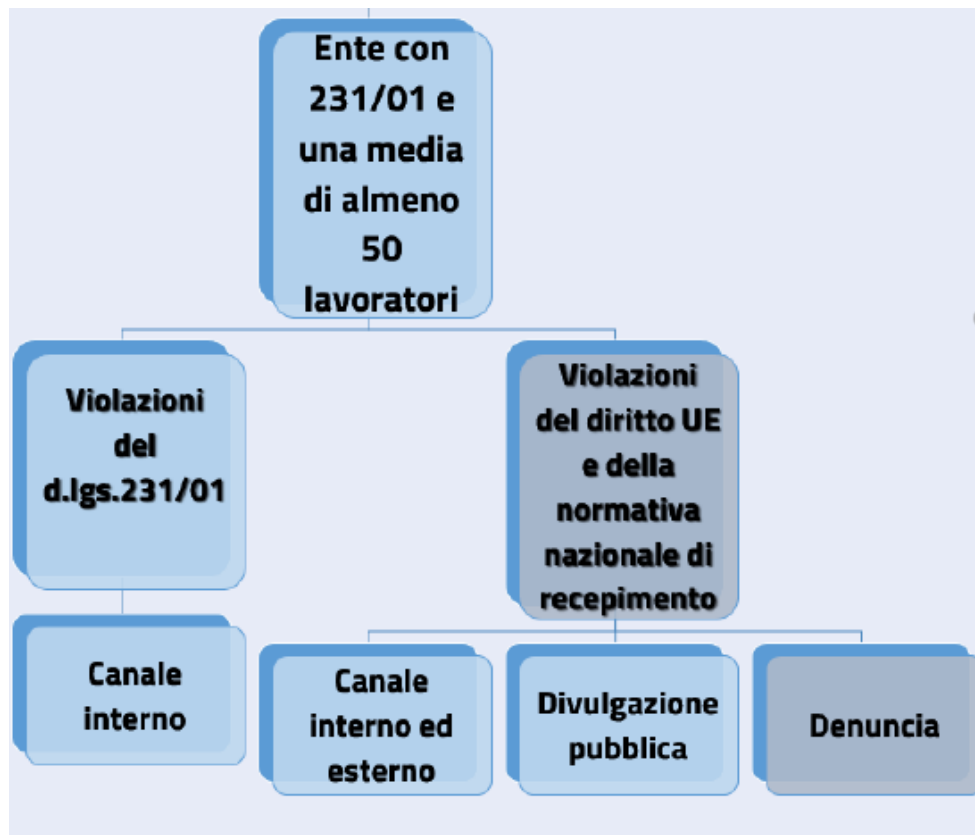 Ente con
231/01 e
una media
di almeno
50
lavoratori
Violazioni
del
d.lgs.231/01
Violazioni
del diritto UE
e della
normativa
nazionale di
recepimento
Canale
interno
Canale
interno ed
esterno
Divulgazione
pubblica
Denuncia